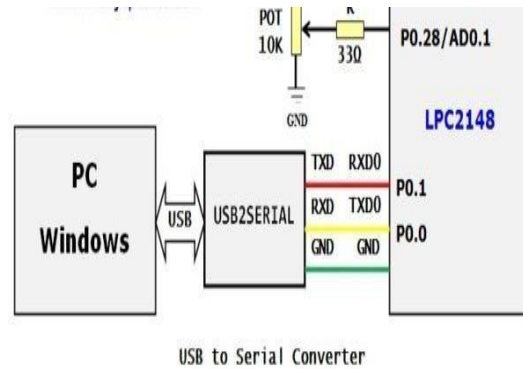 POT
10K
33Ω
P0.28/AD0.1
GND
LPC2148
PC
Windows
USB
USB2SERIAL
TXD RXD0
P0.1
RXD TXD0
P0.0
GND GND
USB to Serial Converter